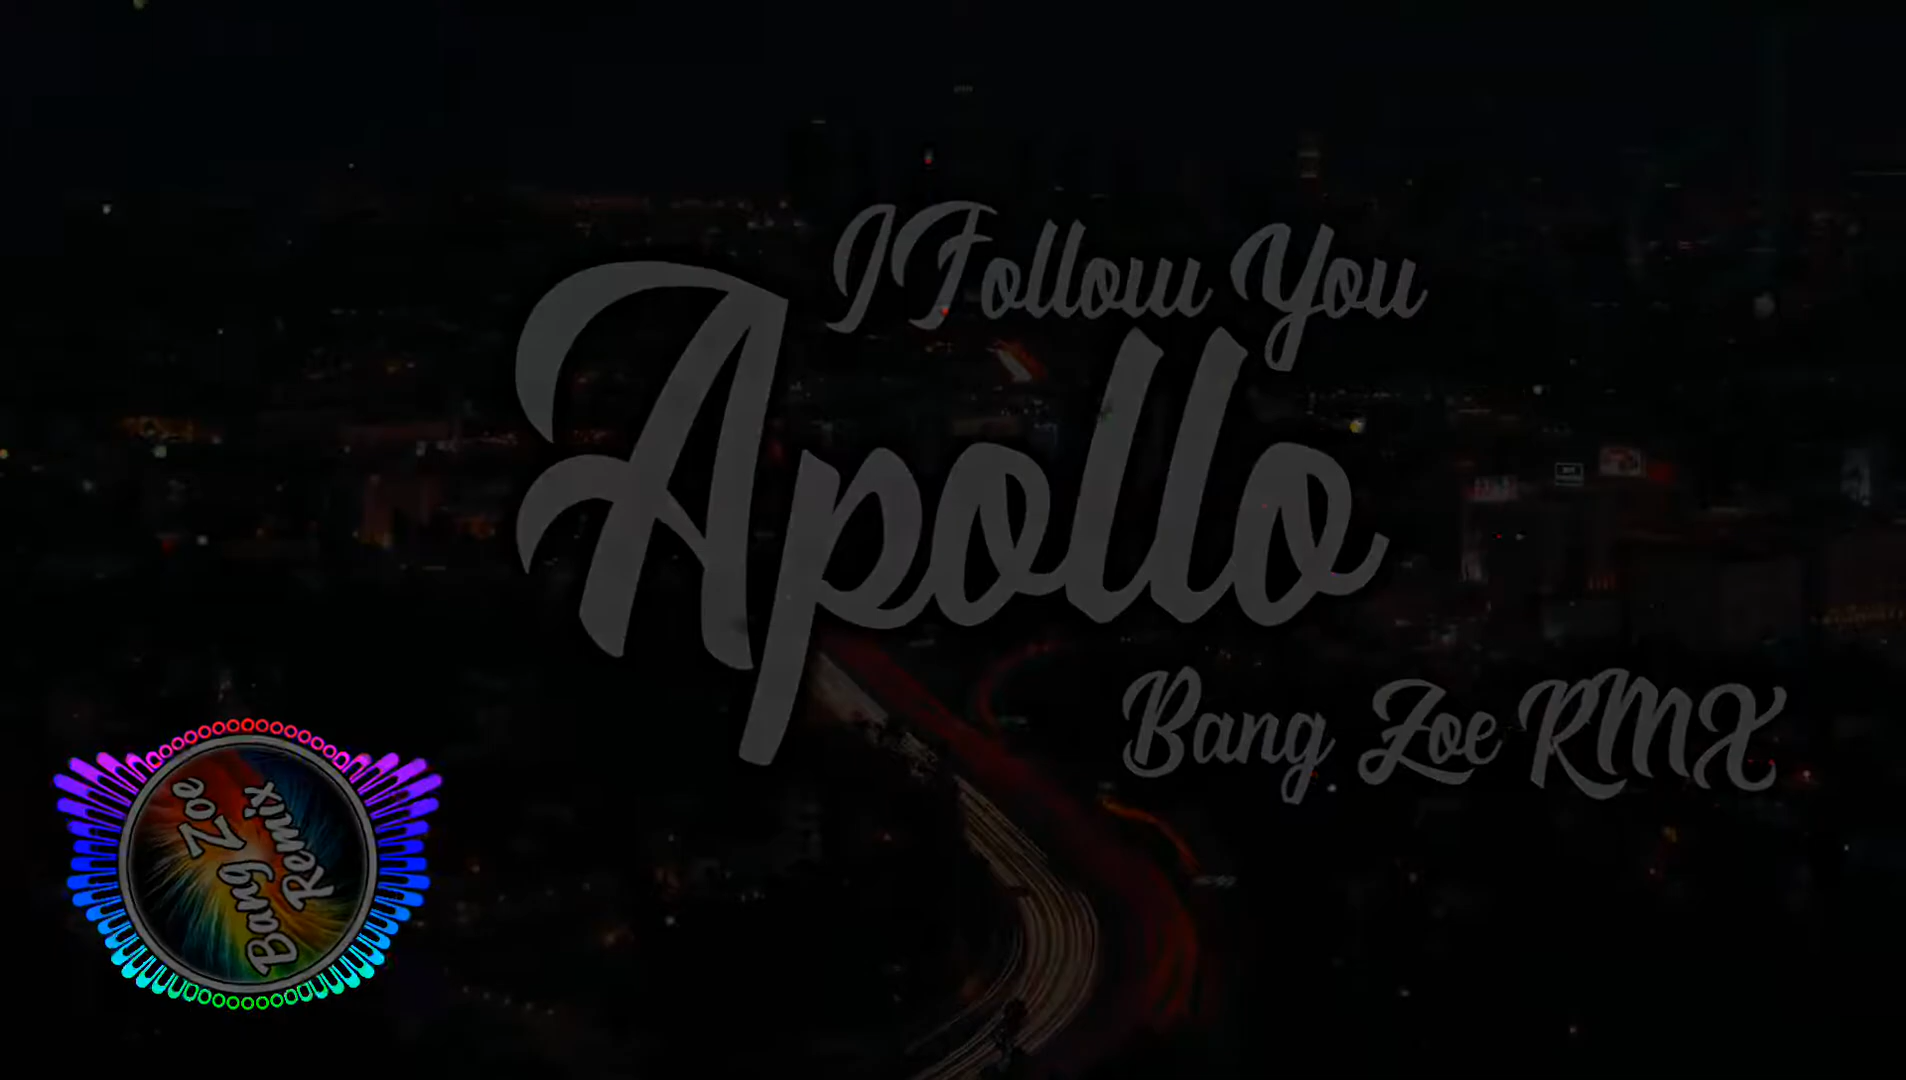 I Follow You
Apollo
Bang Zoe RMX
Bang Zoe
Remix